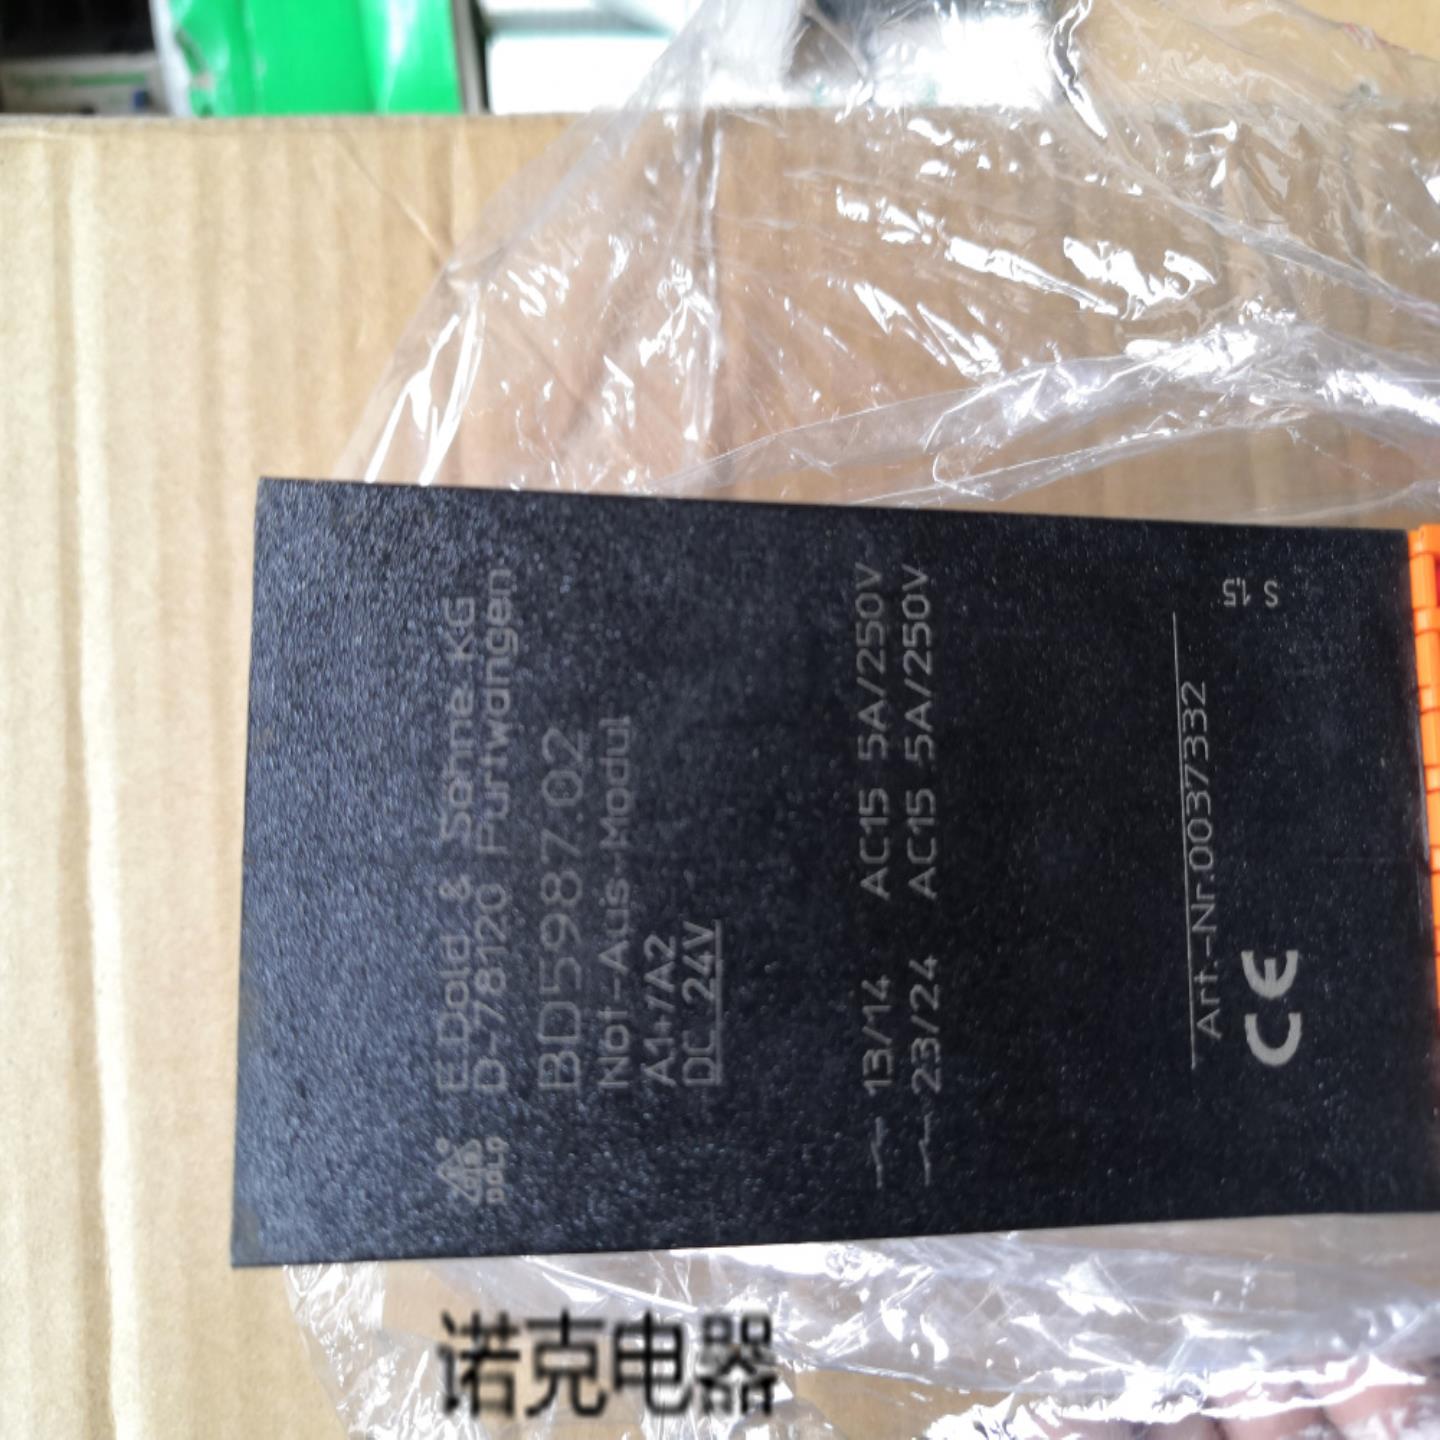 E.Dold & Söhne KG
D-78120 Furtwangen
DOLD
BD5987.02
Not-Aus-Modul
A1+/A2
DC 24V
13/14 AC15 5A/250V
23/24 AC15 5A/250V
Art.-Nr.0037332
CE
S 15
诺克电器